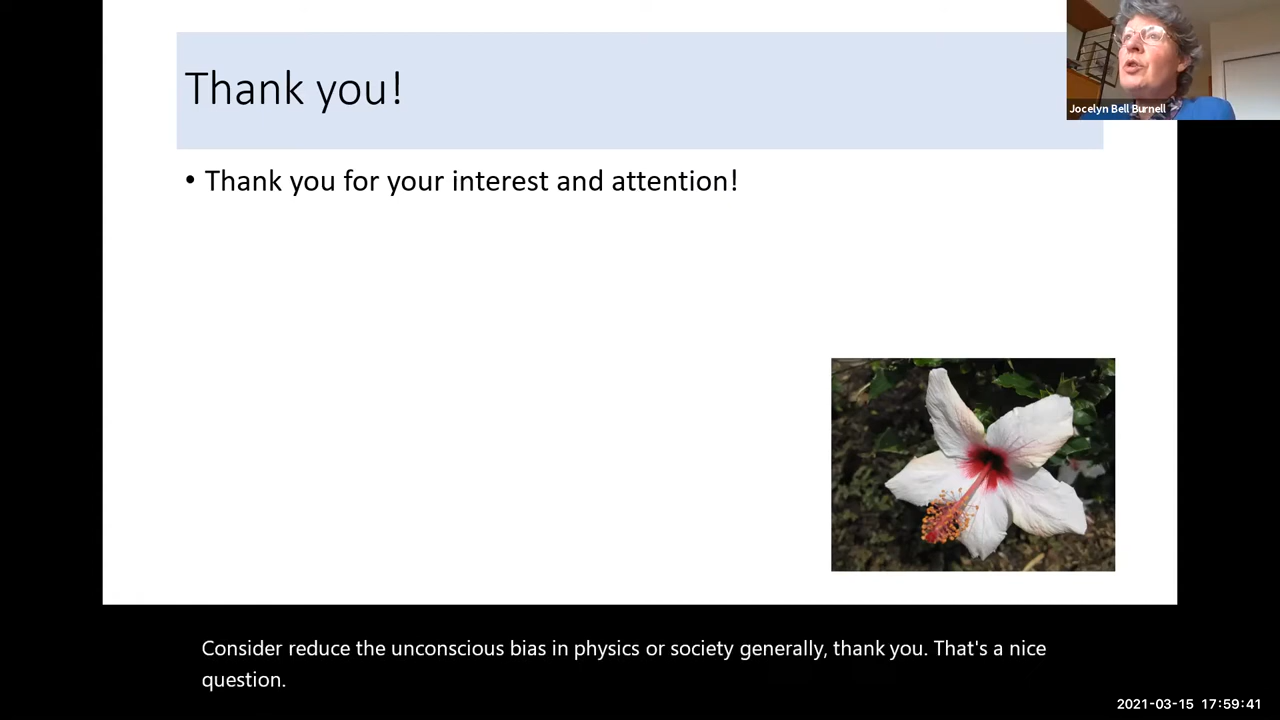 Thank you!
Jocelyn Bell Burnell
• Thank you for your interest and attention!
Consider reduce the unconscious bias in physics or society generally, thank you. That's a nice
question.
2021-03-15 17:59:41